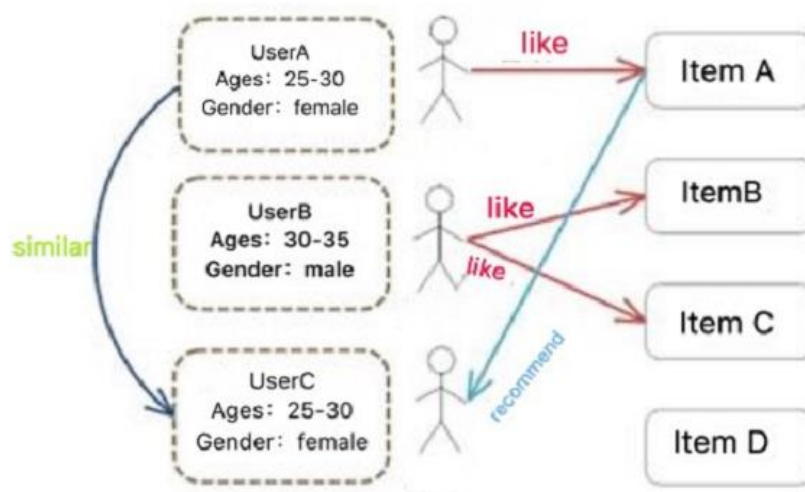 UserA
Ages: 25-30
Gender: female
like
Item A
UserB
Ages: 30-35
Gender: male
like
like
ItemB
similar
Item C
recommend
UserC
Ages: 25-30
Gender: female
Item D